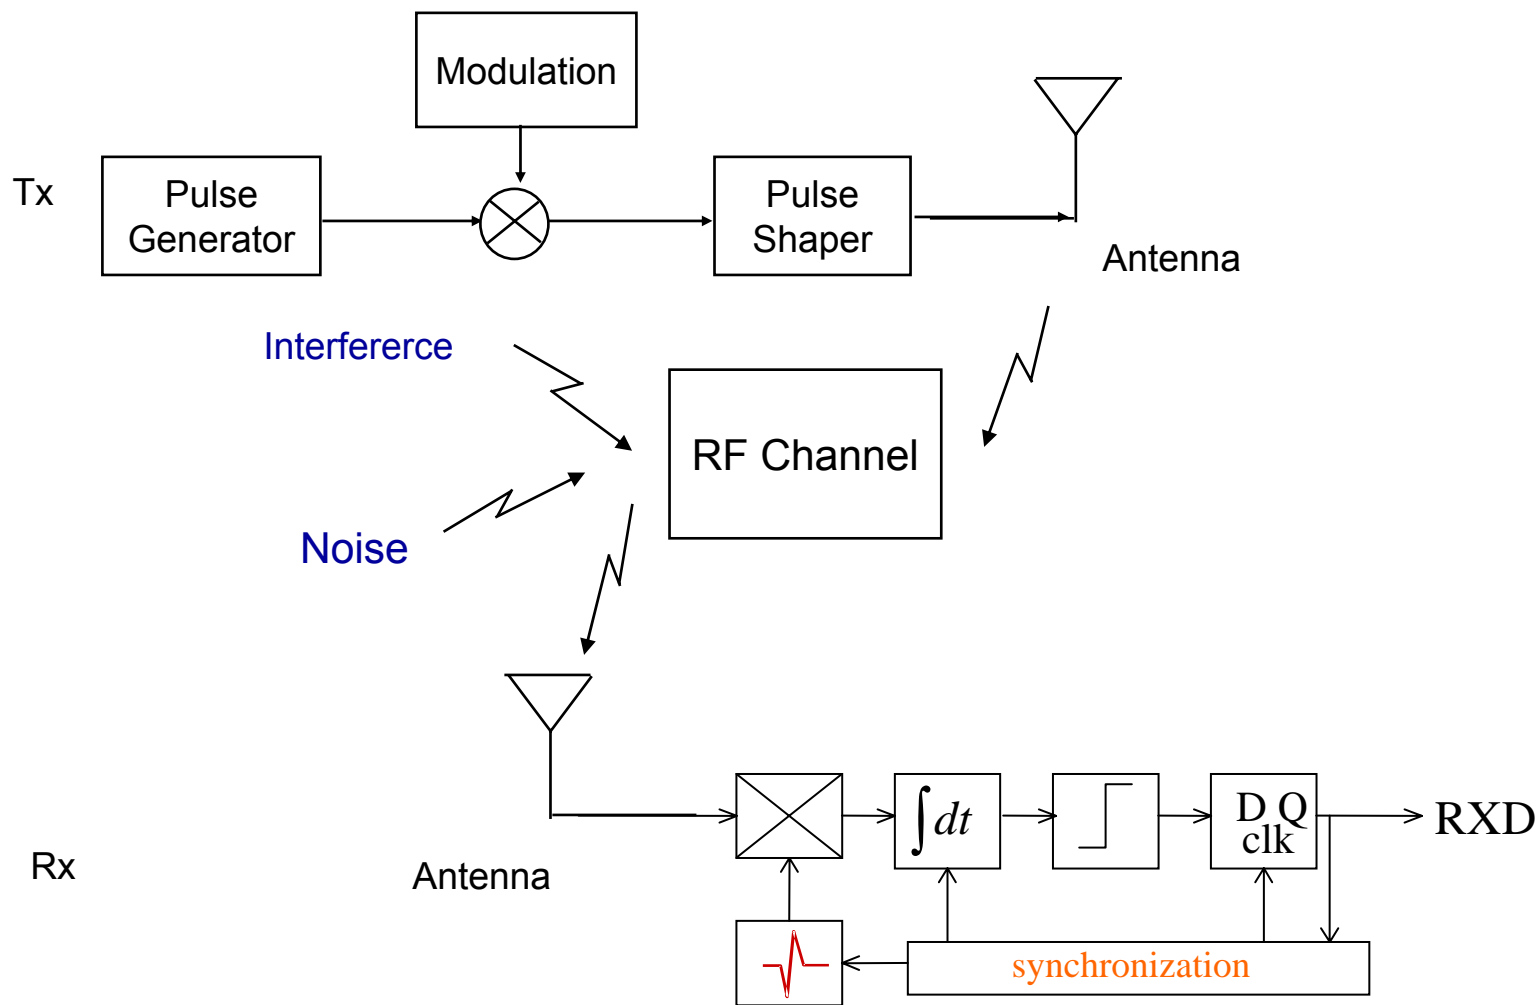 Modulation
Tx
Pulse
Generator
Pulse
Shaper
Antenna
Interfererce
RF Channel
Noise
Rx
Antenna
∫dt
D Q
clk
RXD
synchronization